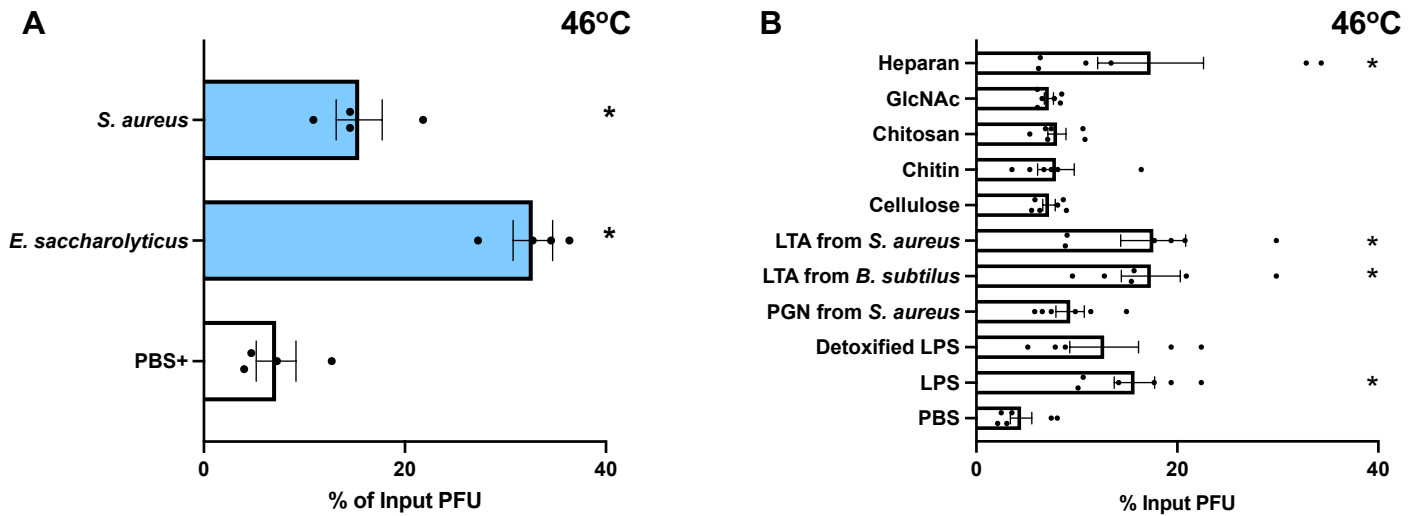 A
46ºC
S. aureus
*
E. saccharolyticus
*
PBS+
0
20
40
% of Input PFU
B
46ºC
Heparan
*
GlcNAc
Chitosan
Chitin
Cellulose
LTA from S. aureus
*
LTA from B. subtilus
*
PGN from S. aureus
Detoxified LPS
LPS
*
PBS
0
20
40
% Input PFU